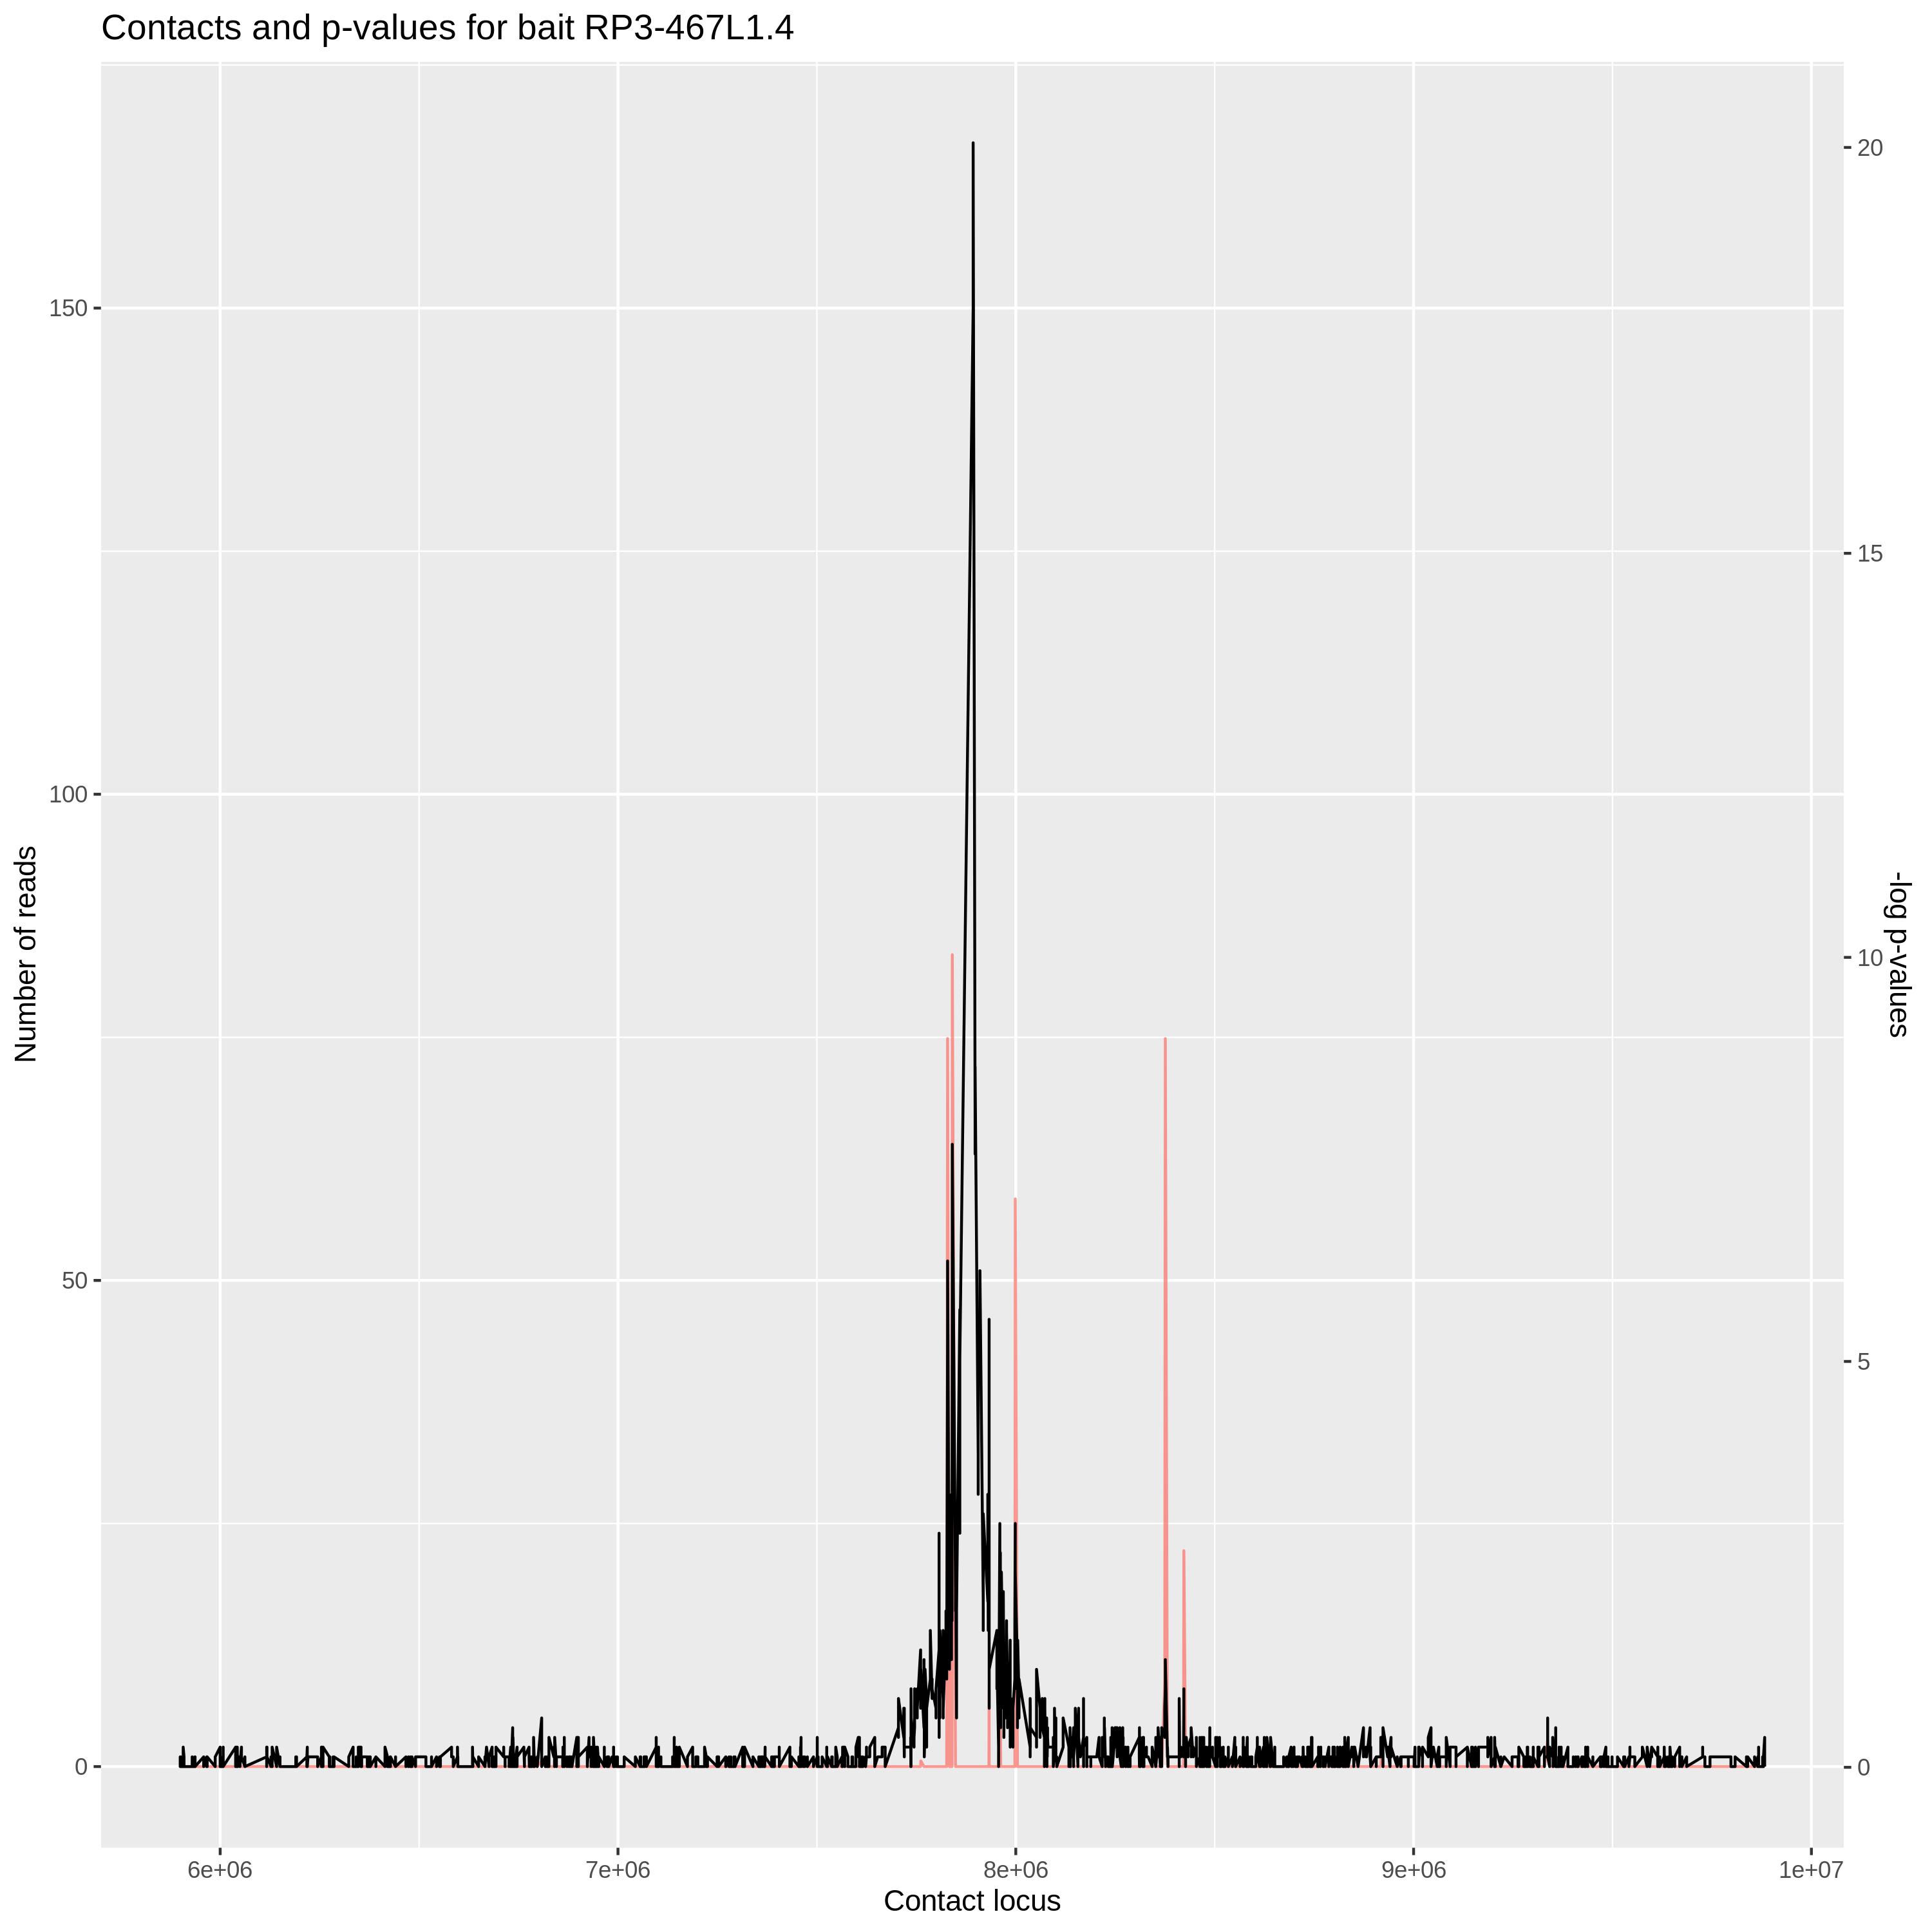 Contacts and p-values for bait RP3-467L1.4
Number of reads
150
100
50
0
20
15
10
5
0
-log p-values
6e+06
7e+06
8e+06
9e+06
1e+07
Contact locus